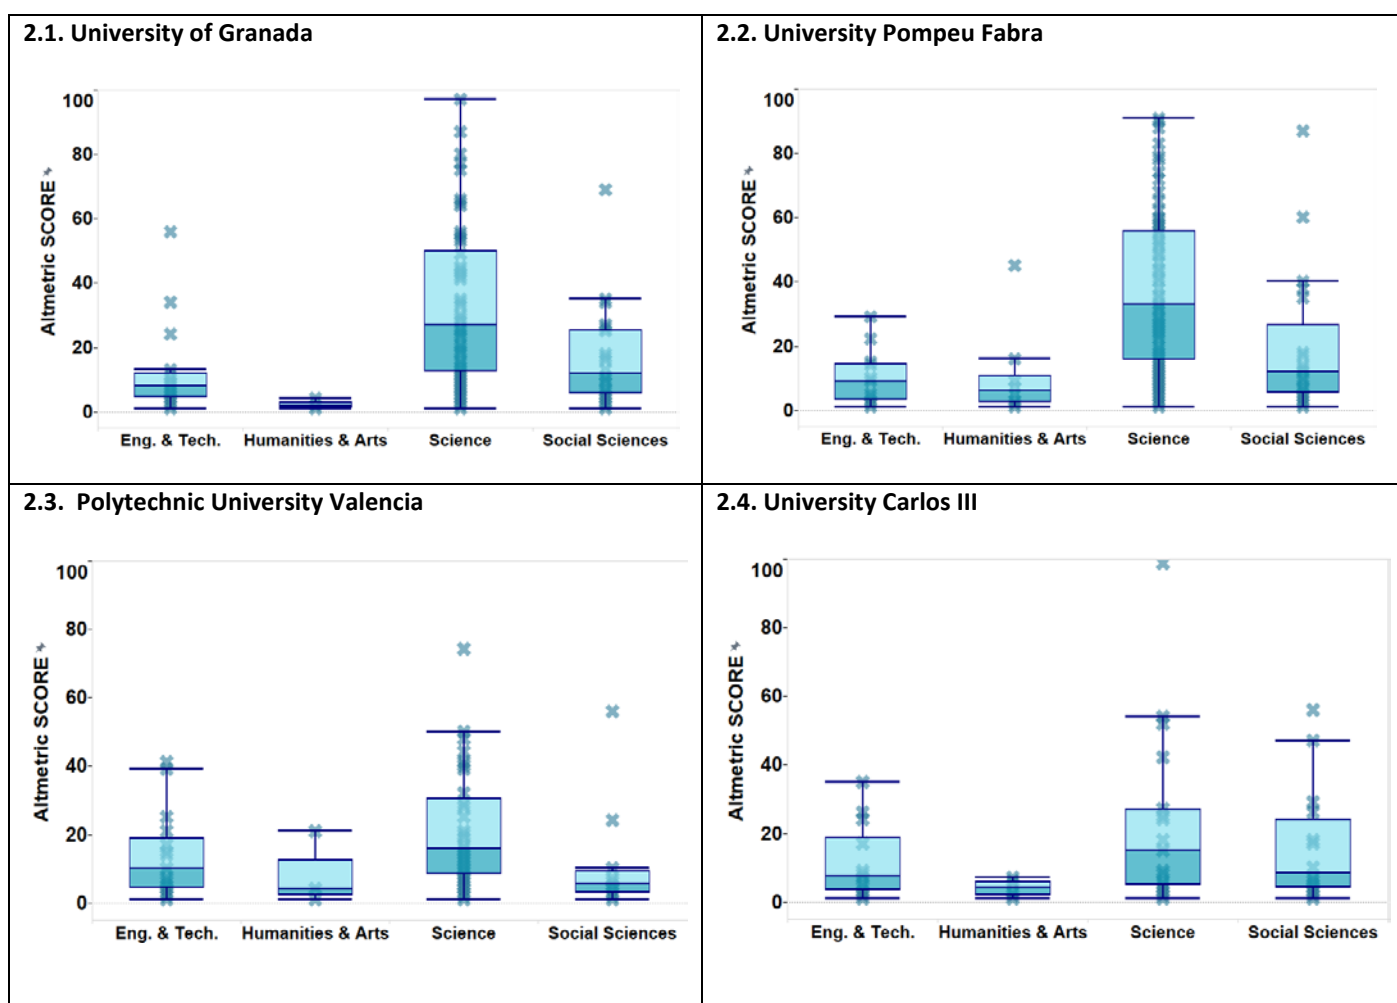 2.1. University of Granada
100
80
60
40
20
0
Altmetric SCORE
Eng. & Tech. Humanities & Arts Science Social Sciences
2.2. University Pompeu Fabra
100
80
60
40
20
0
Altmetric SCORE
Eng. & Tech. Humanities & Arts Science Social Sciences
2.3. Polytechnic University Valencia
100
80
60
40
20
0
Altmetric SCORE
Eng. & Tech. Humanities & Arts Science Social Sciences
2.4. University Carlos III
100
80
60
40
20
0
Altmetric SCORE
Eng. & Tech. Humanities & Arts Science Social Sciences